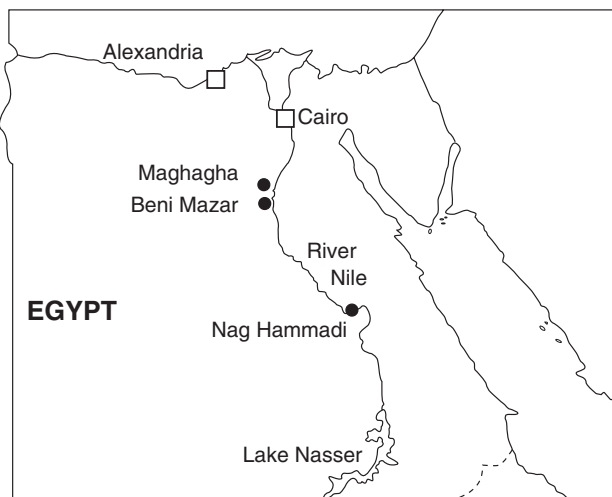 Alexandria
Cairo
Maghagha
Beni Mazar
River
Nile
EGYPT
Nag Hammadi
Lake Nasser